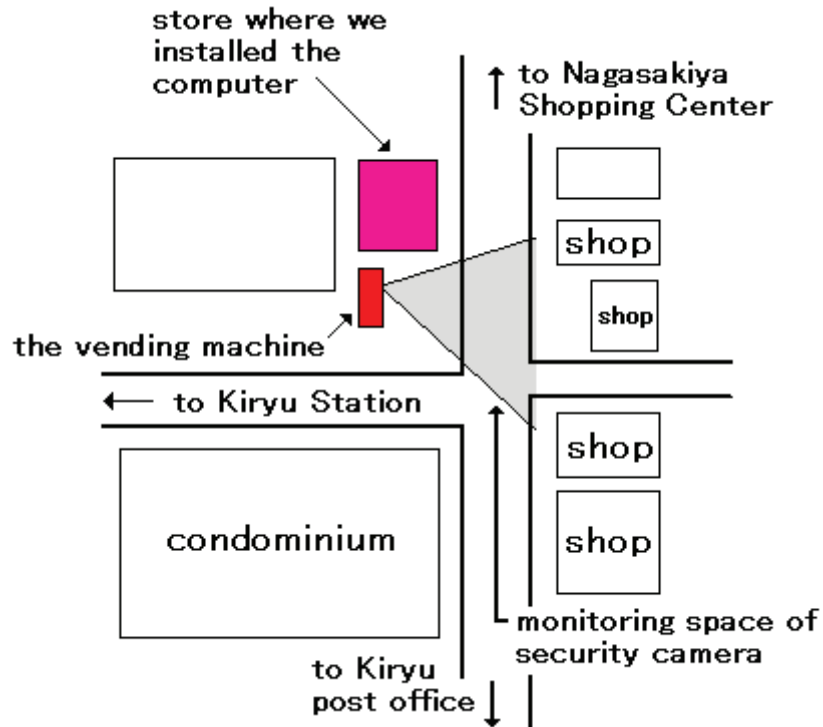 store where we
installed the
computer
to Nagasakiya
Shopping Center
shop
shop
the vending machine
to Kiryu Station
shop
condominium
shop
monitoring space of
security camera
to Kiryu
post office